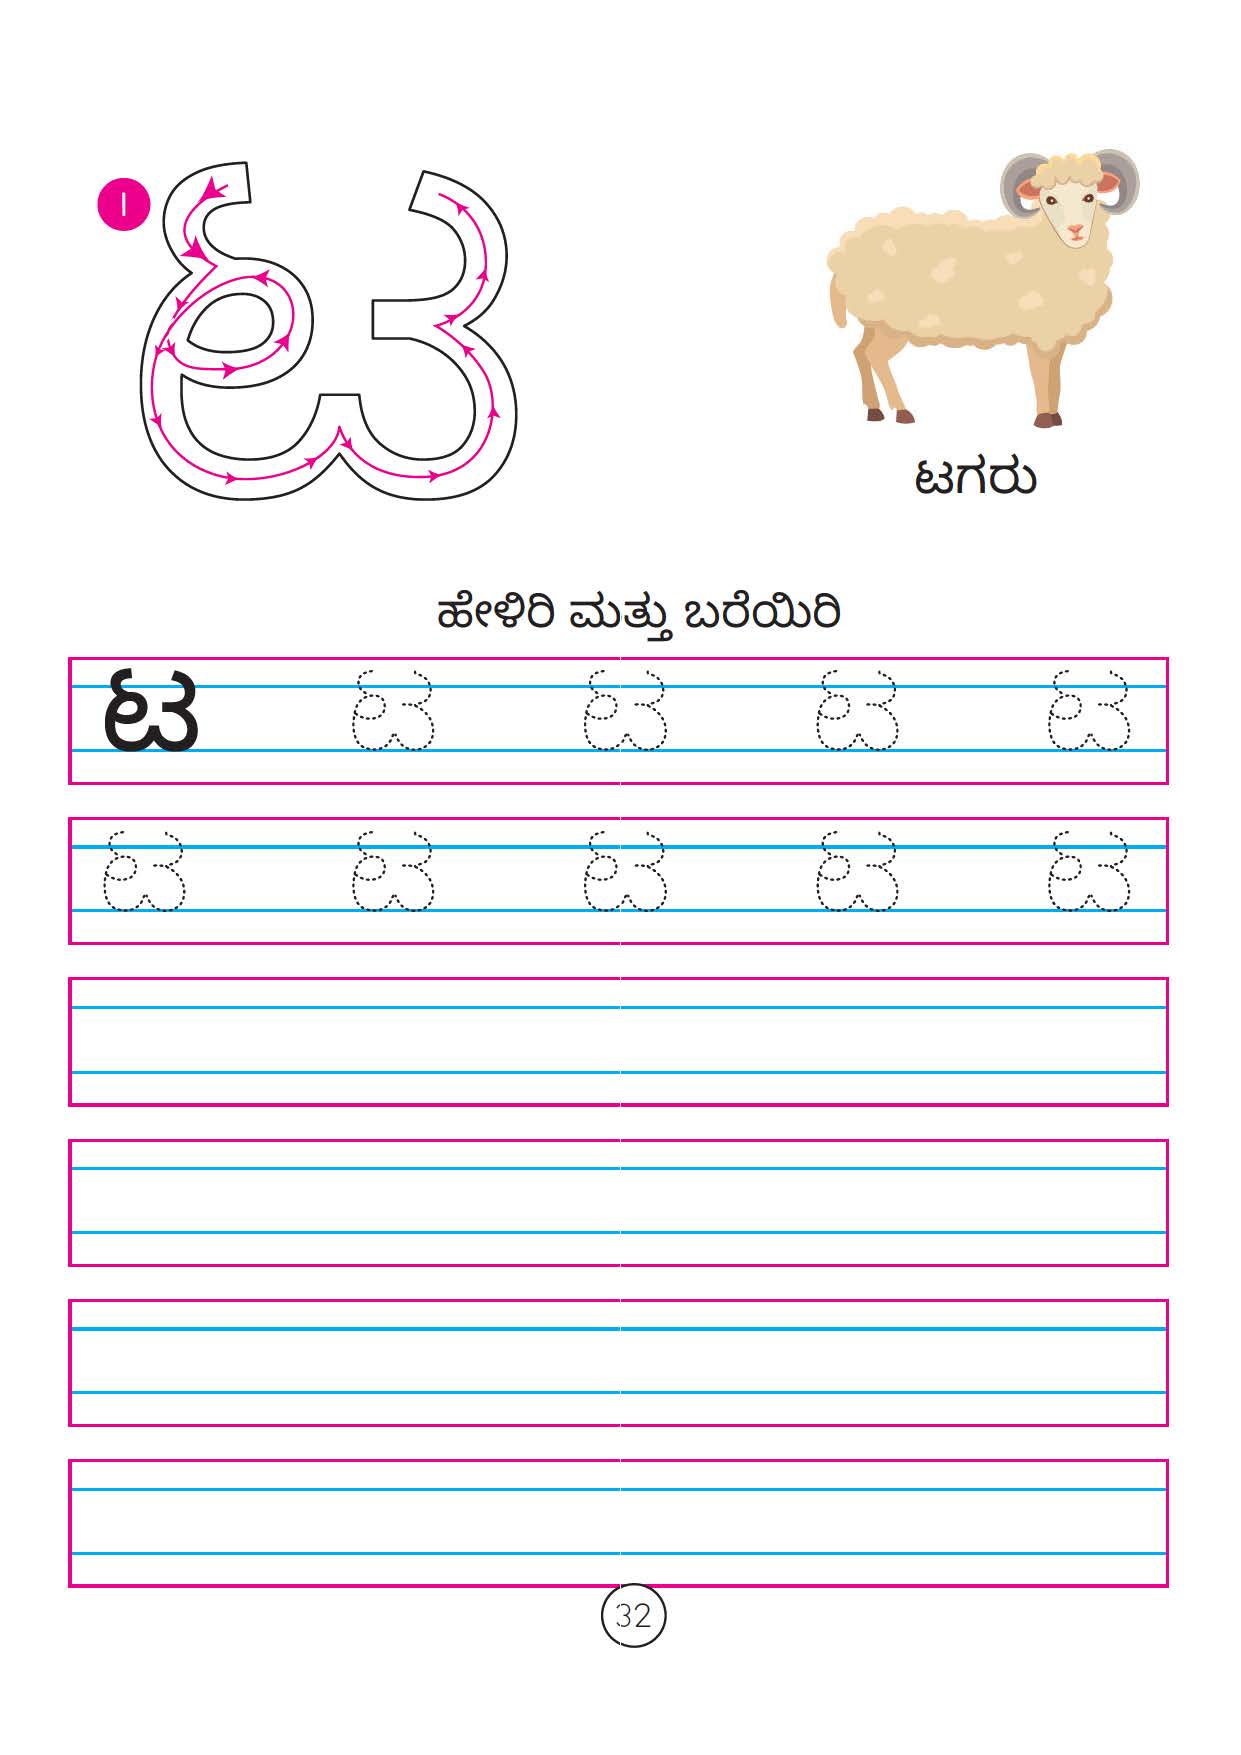 ಟ
1
ಟಗರು
ಹೇಳಿರಿ ಮತ್ತು ಬರೆಯಿರಿ
ಟ ಟ ಟ ಟ ಟ
ಟ ಟ ಟ ಟ ಟ
32